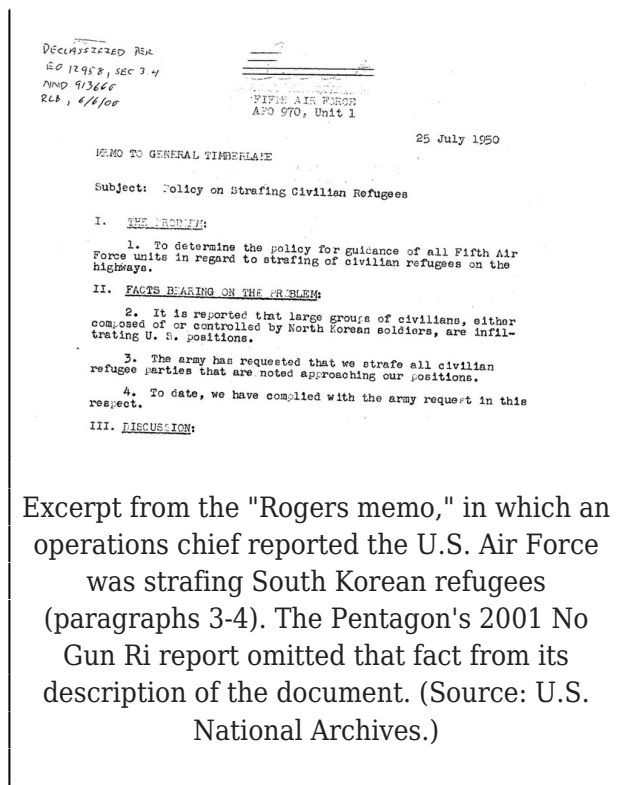 DECLASSIFIED PER
EO 12958, SEC 3.4
NND 913666
RLB, 6/6/00
FIFTH AIR FORCE
APO 970, Unit 1
25 July 1950
MEMO TO GENERAL TIMBERLAKE
Subject: Policy on Strafing Civilian Refugees
I. THE PROBLEM:
1. To determine the policy for guidance of all Fifth Air
Force units in regard to strafing of civilian refugees on the
highways.
II. FACTS BEARING ON THE PROBLEM:
2. It is reported that large groups of civilians, either
composed of or controlled by North Korean soldiers, are infil-
trating U. S. positions.
3. The army has requested that we strafe all civilian
refugee parties that are noted approaching our positions.
4. To date, we have complied with the army request in this
respect.
III. DISCUSSION:
Excerpt from the "Rogers memo," in which an
operations chief reported the U.S. Air Force
was strafing South Korean refugees
(paragraphs 3-4). The Pentagon's 2001 No
Gun Ri report omitted that fact from its
description of the document. (Source: U.S.
National Archives.)